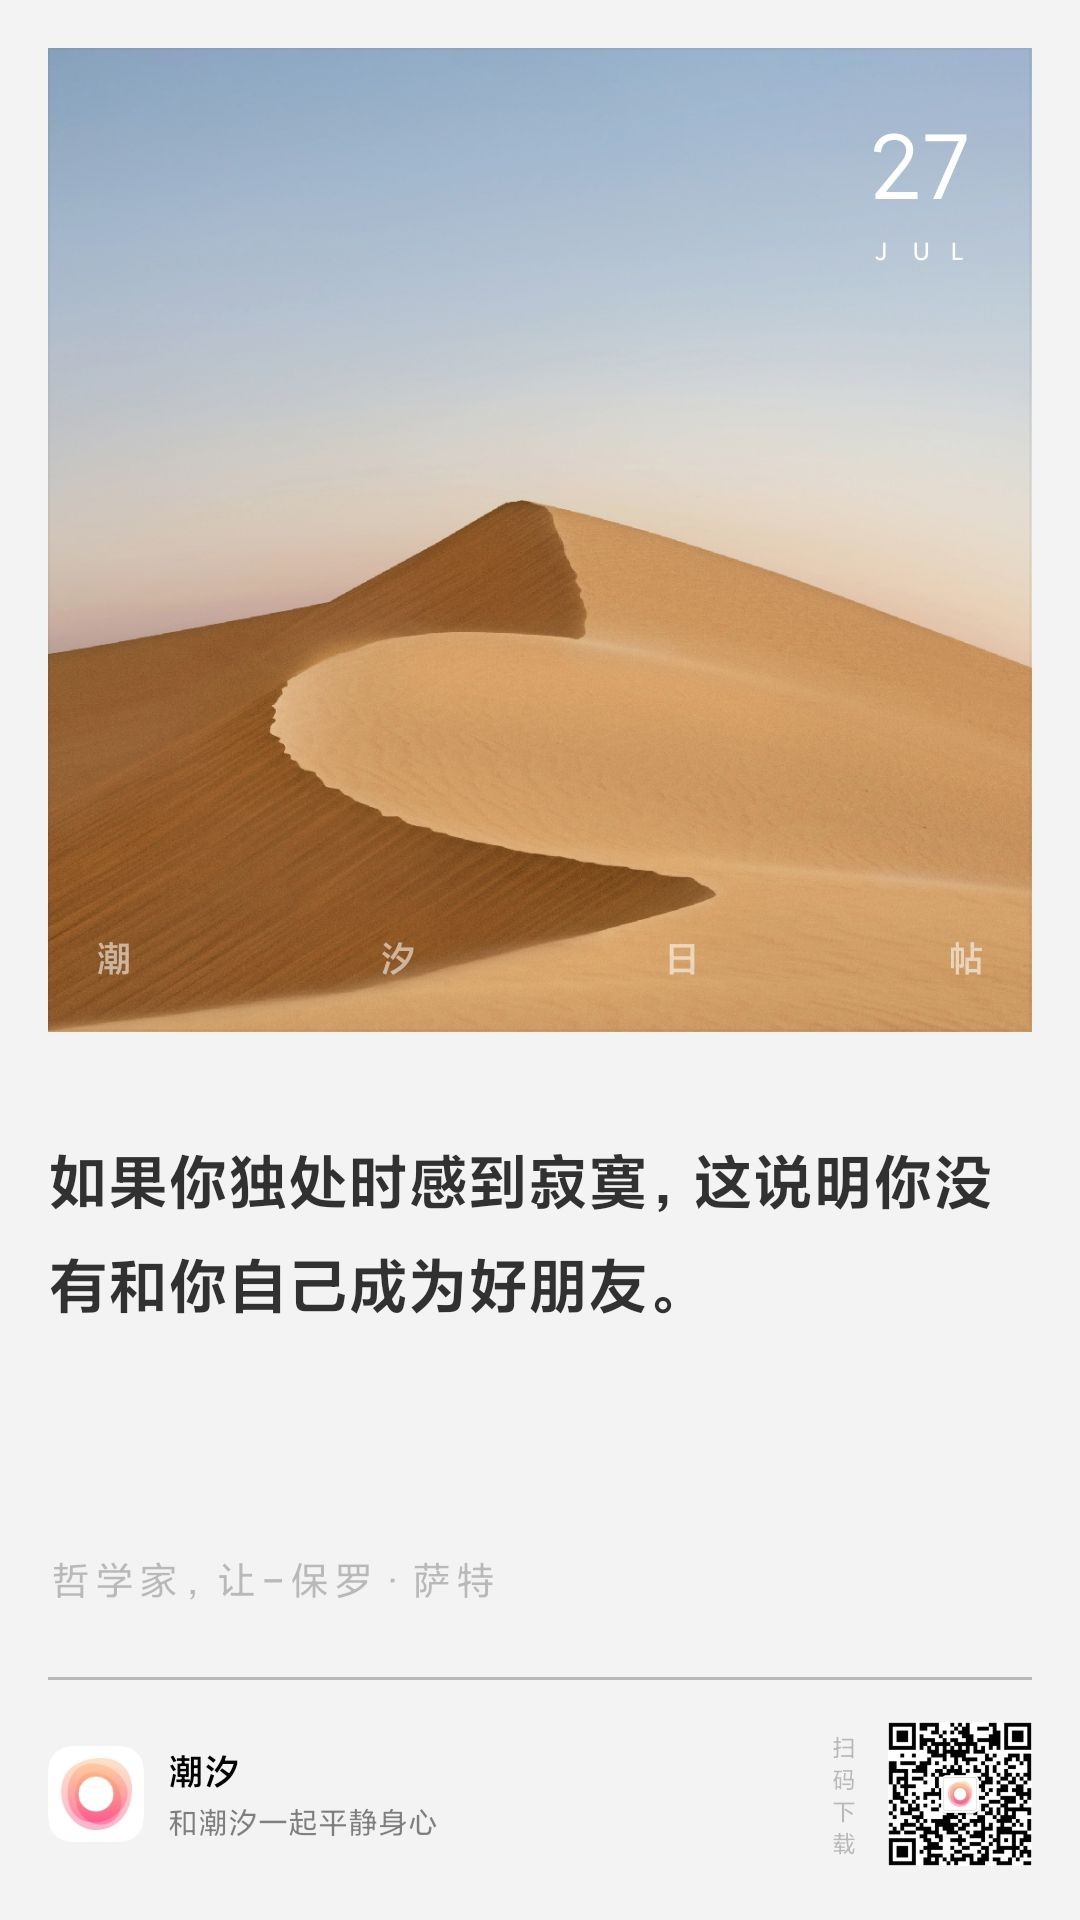 27
JUL
潮汐日帖
如果你独处时感到寂寞，这说明你没
有和你自己成为好朋友。
哲学家，让-保罗·萨特
潮汐
和潮汐一起平静身心
扫码下载